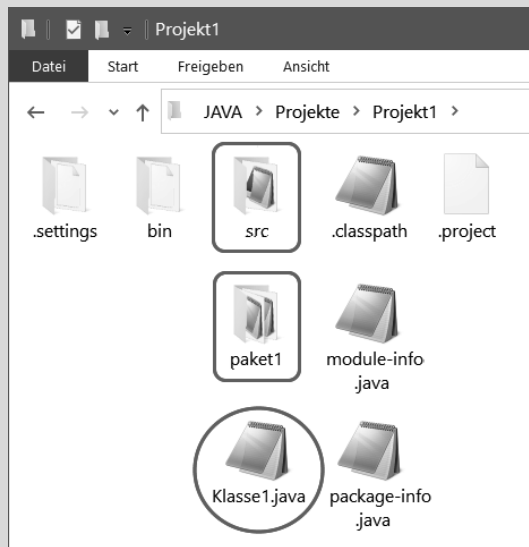 Projekt1
Datei Start Freigeben Ansicht
JAVA > Projekte > Projekt1 >
.settings bin src .classpath .project
paket1 module-info
.java
Klasse1.java package-info
.java